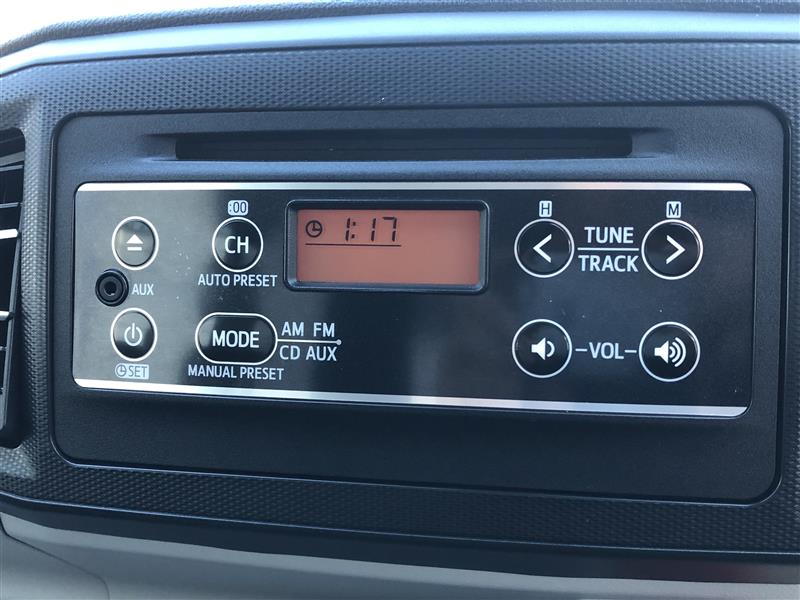 :00
H
M
1:17
CH
TUNE
TRACK
AUTO PRESET
AUX
MODE
AM FM
CD AUX
-VOL-
SET
MANUAL PRESET